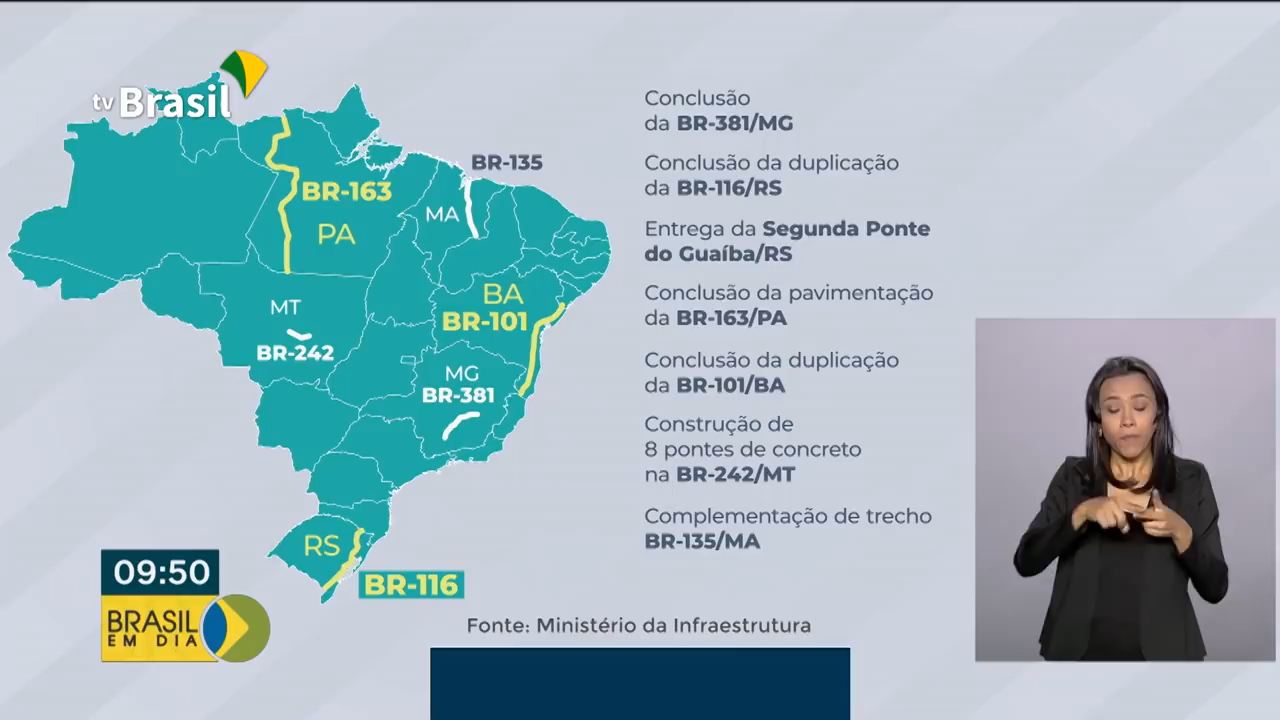 tv Brasil
BR-135
BR-163
MA
PA
BA
MT
BR-101
BR-242
MG
BR-381
RS
BR-116
Conclusão
da BR-381/MG
Conclusão da duplicação
da BR-116/RS
Entrega da Segunda Ponte
do Guaíba/RS
Conclusão da pavimentação
da BR-163/PA
Conclusão da duplicação
da BR-101/BA
Construção de
8 pontes de concreto
na BR-242/MT
Complementação de trecho
BR-135/MA
Fonte: Ministério da Infraestrutura
09:50
BRASIL
EM DIA